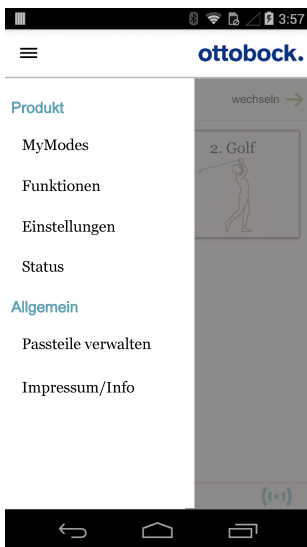 3:57
ottobock.
Produkt
wechseln
MyModes
2. Golf
Funktionen
Einstellungen
Status
Allgemein
Passteile verwalten
Impressum/Info